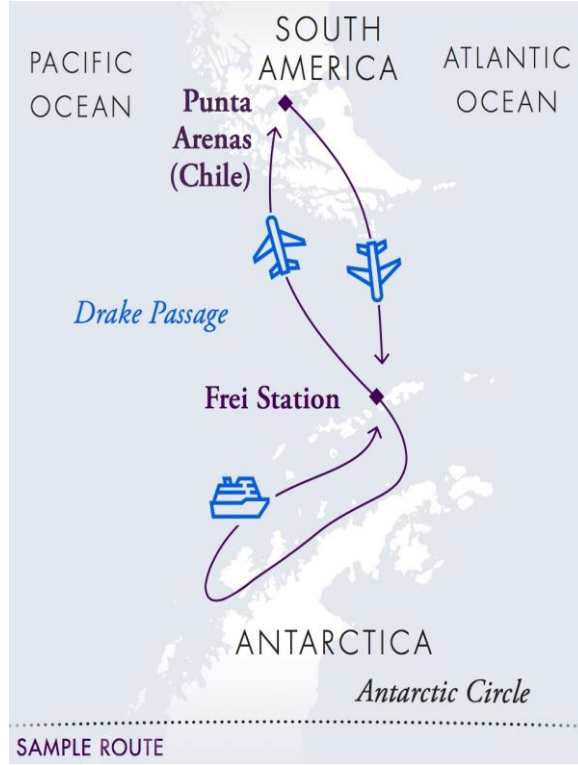 PACIFIC
OCEAN
SOUTH
AMERICA
ATLANTIC
OCEAN
Punta
Arenas
(Chile)
Drake Passage
Frei Station
ANTARCTICA
Antarctic Circle
SAMPLE ROUTE